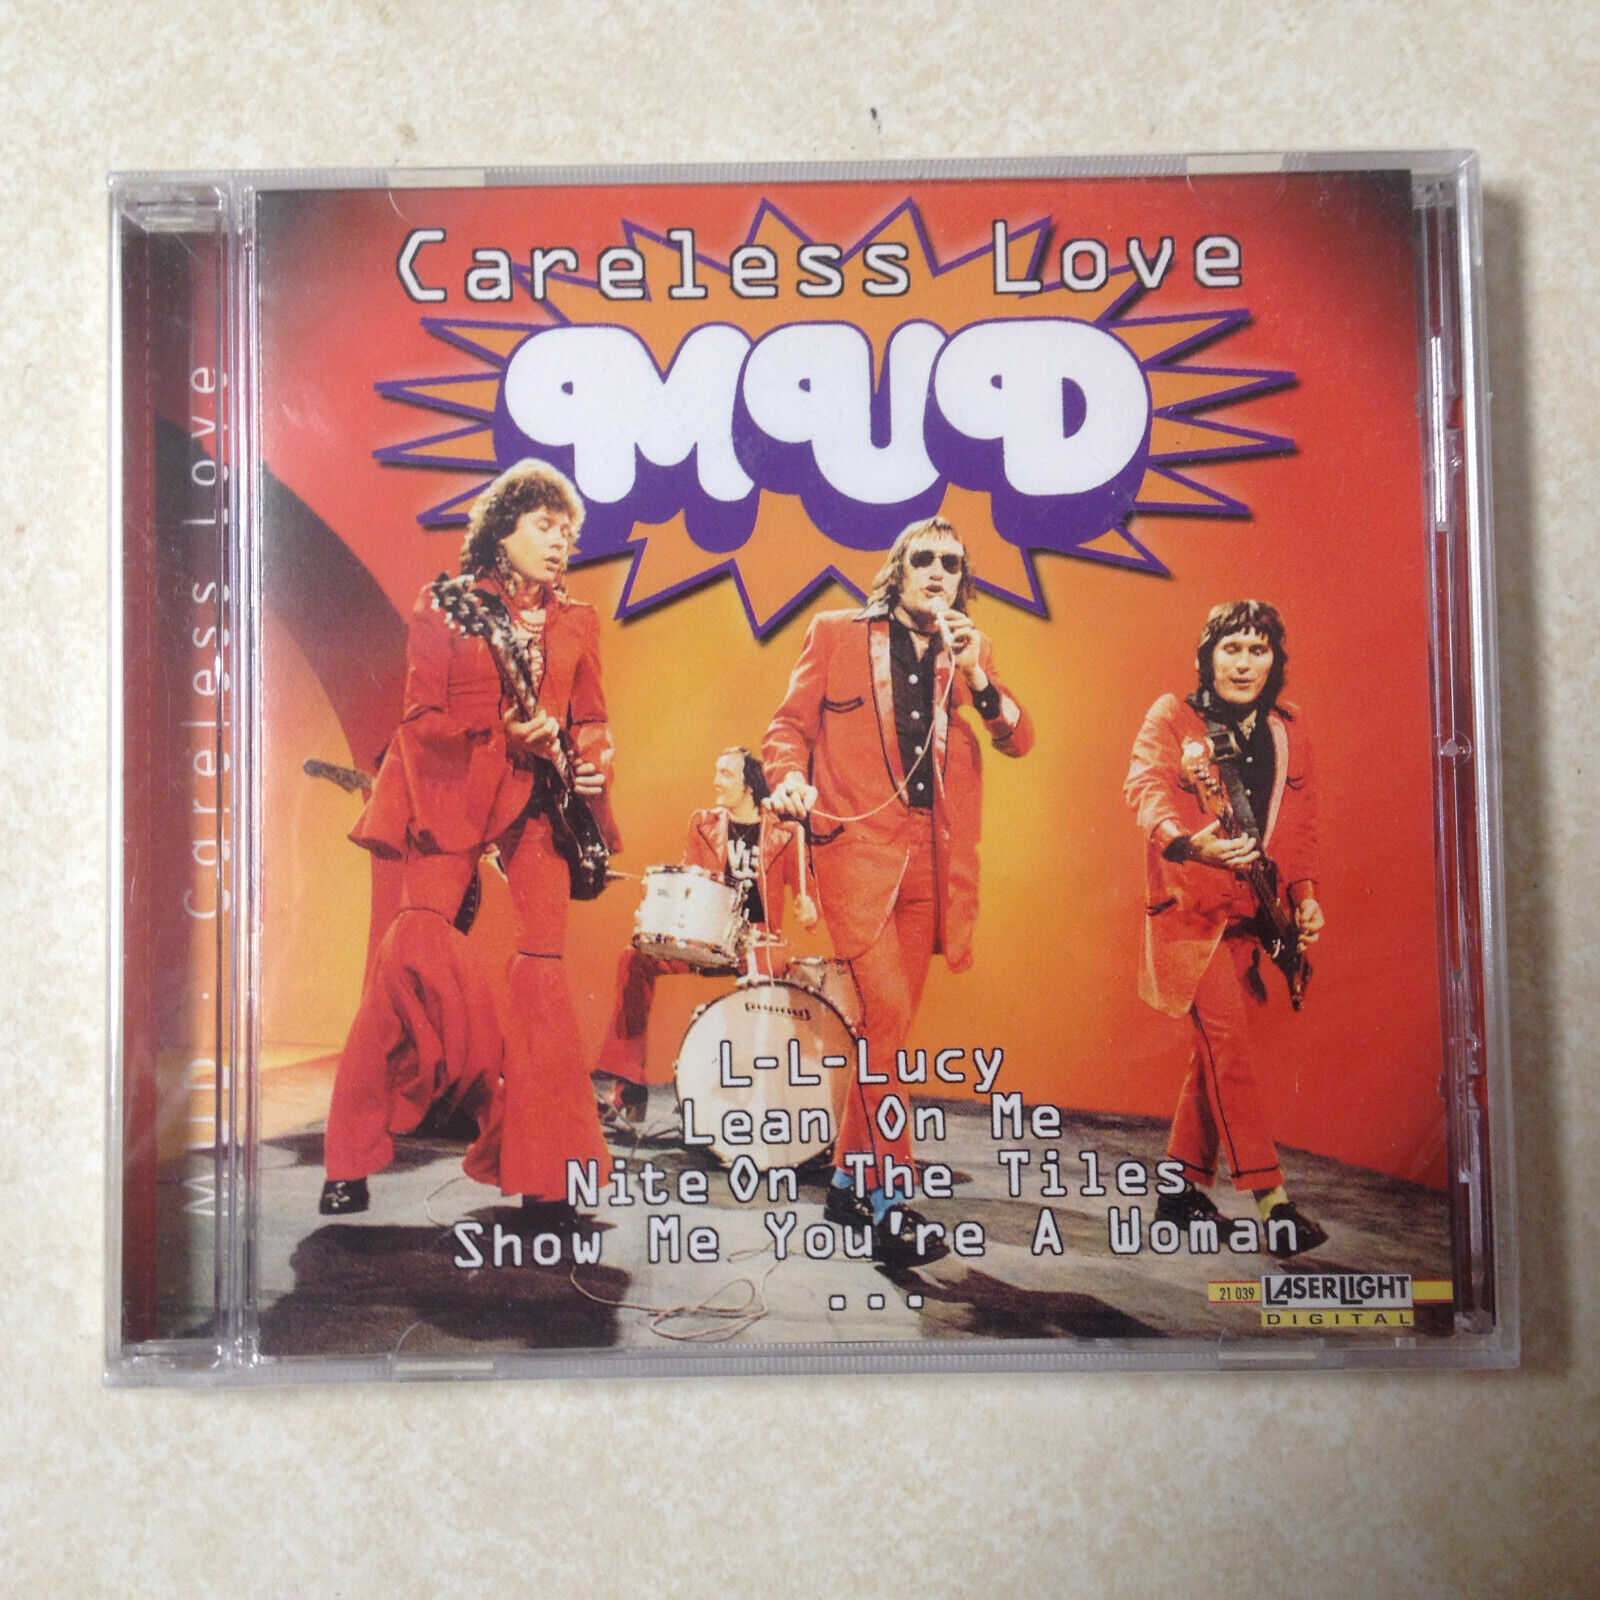 Careless Love
MUD
MUD . Careless Love
L-L-Lucy
Lean On Me
Nite On The Tiles
Show Me You're A Woman
...
21 039 LASERLIGHT
DIGITAL